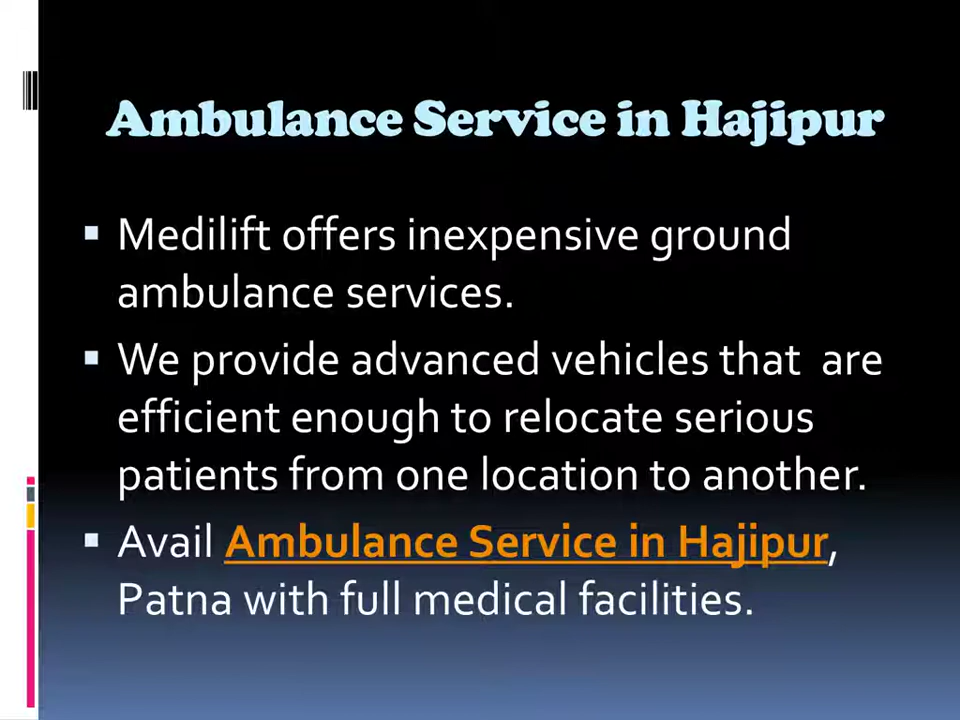 Ambulance Service in Hajipur
Medilift offers inexpensive ground
ambulance services.
We provide advanced vehicles that  are
efficient enough to relocate serious
patients from one location to another.
Avail Ambulance Service in Hajipur,
Patna with full medical facilities.